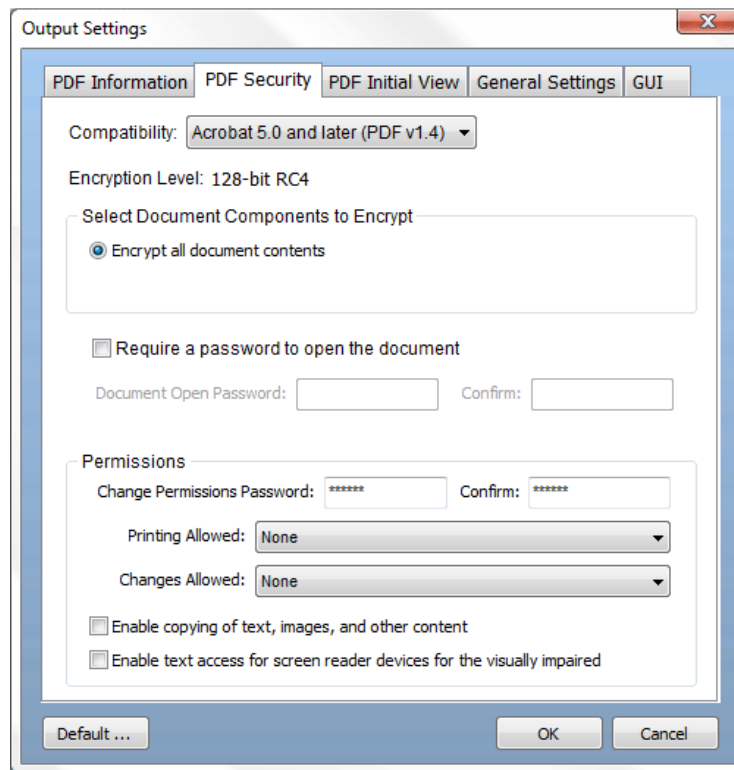 Output Settings
PDF Information PDF Security PDF Initial View General Settings GUI
Compatibility: Acrobat 5.0 and later (PDF v1.4)
Encryption Level: 128-bit RC4
Select Document Components to Encrypt
Encrypt all document contents
Require a password to open the document
Document Open Password: Confirm:
Permissions
Change Permissions Password: ****** Confirm: ******
Printing Allowed: None
Changes Allowed: None
Enable copying of text, images, and other content
Enable text access for screen reader devices for the visually impaired
Default ... OK Cancel